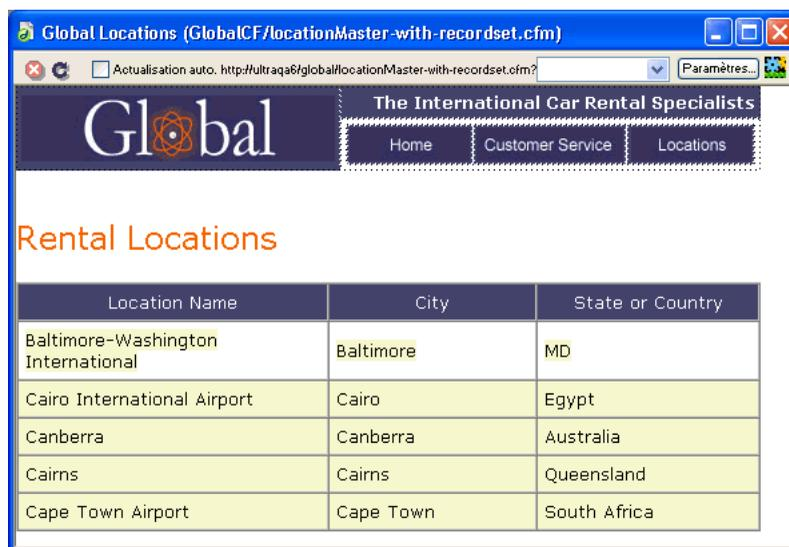 Global Locations (GlobalCF/locationMaster-with-recordset.cfm)
Actualisation auto. http://ultraqa6/global/locationMaster-with-recordset.cfm? Paramètres...
Global
The International Car Rental Specialists
Home Customer Service Locations
Rental Locations
Location Name City State or Country
Baltimore-Washington
International Baltimore MD
Cairo International Airport Cairo Egypt
Canberra Canberra Australia
Cairns Cairns Queensland
Cape Town Airport Cape Town South Africa